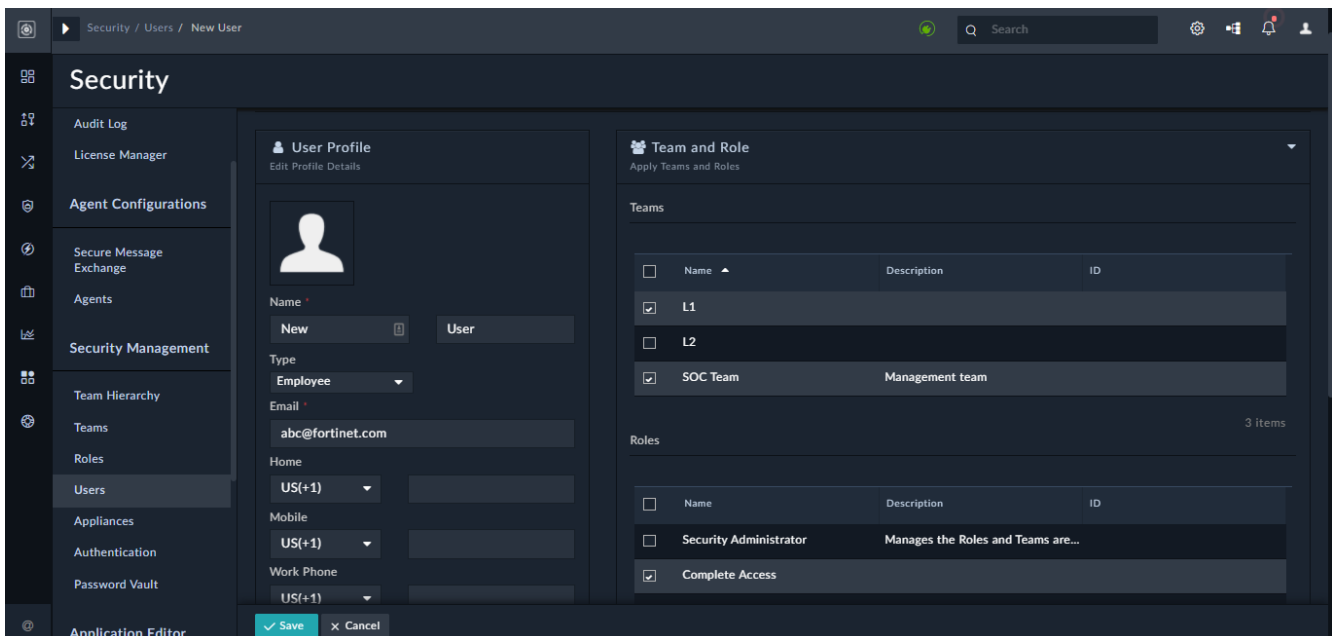 Security / Users / New User
Search
Security
Audit Log
License Manager
Agent Configurations
Secure Message
Exchange
Agents
Security Management
Team Hierarchy
Teams
Roles
Users
Appliances
Authentication
Password Vault
Application Editor
@
User Profile
Edit Profile Details
Name *
New User
Type
Employee
Email *
abc@fortinet.com
Home
US(+1)
Mobile
US(+1)
Work Phone
US(+1)
Team and Role
Apply Teams and Roles
Teams
Name Description ID
L1
L2
SOC Team Management team
3 items
Roles
Name Description ID
Security Administrator Manages the Roles and Teams are...
Complete Access
Save Cancel